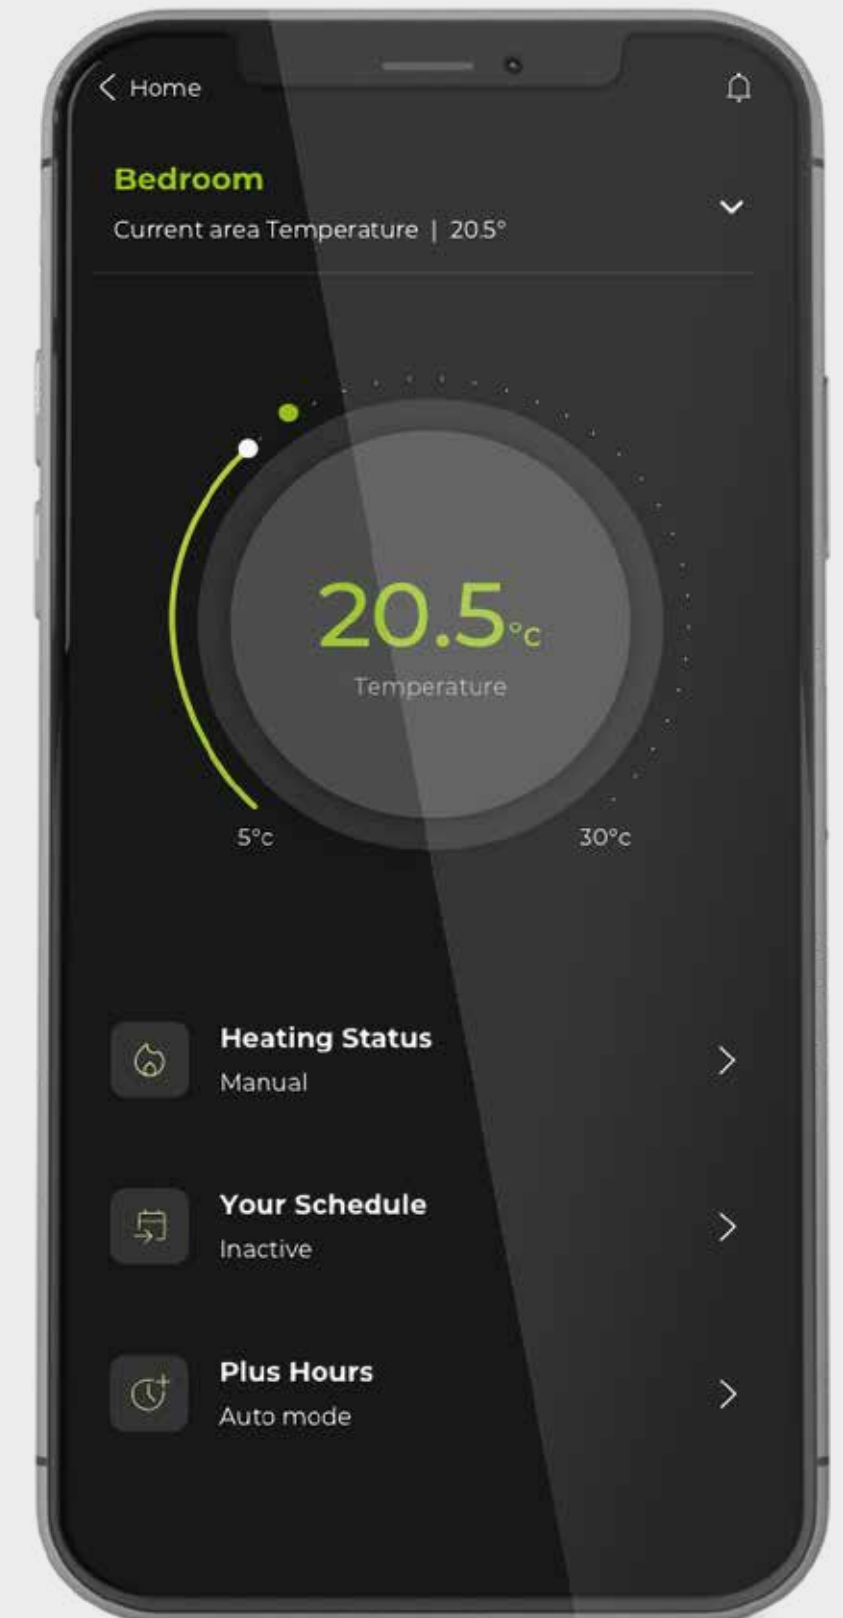 Home
Bedroom
Current area Temperature | 20.5°
20.5°c
Temperature
5°c
30°c
Heating Status
Manual
Your Schedule
Inactive
Plus Hours
Auto mode